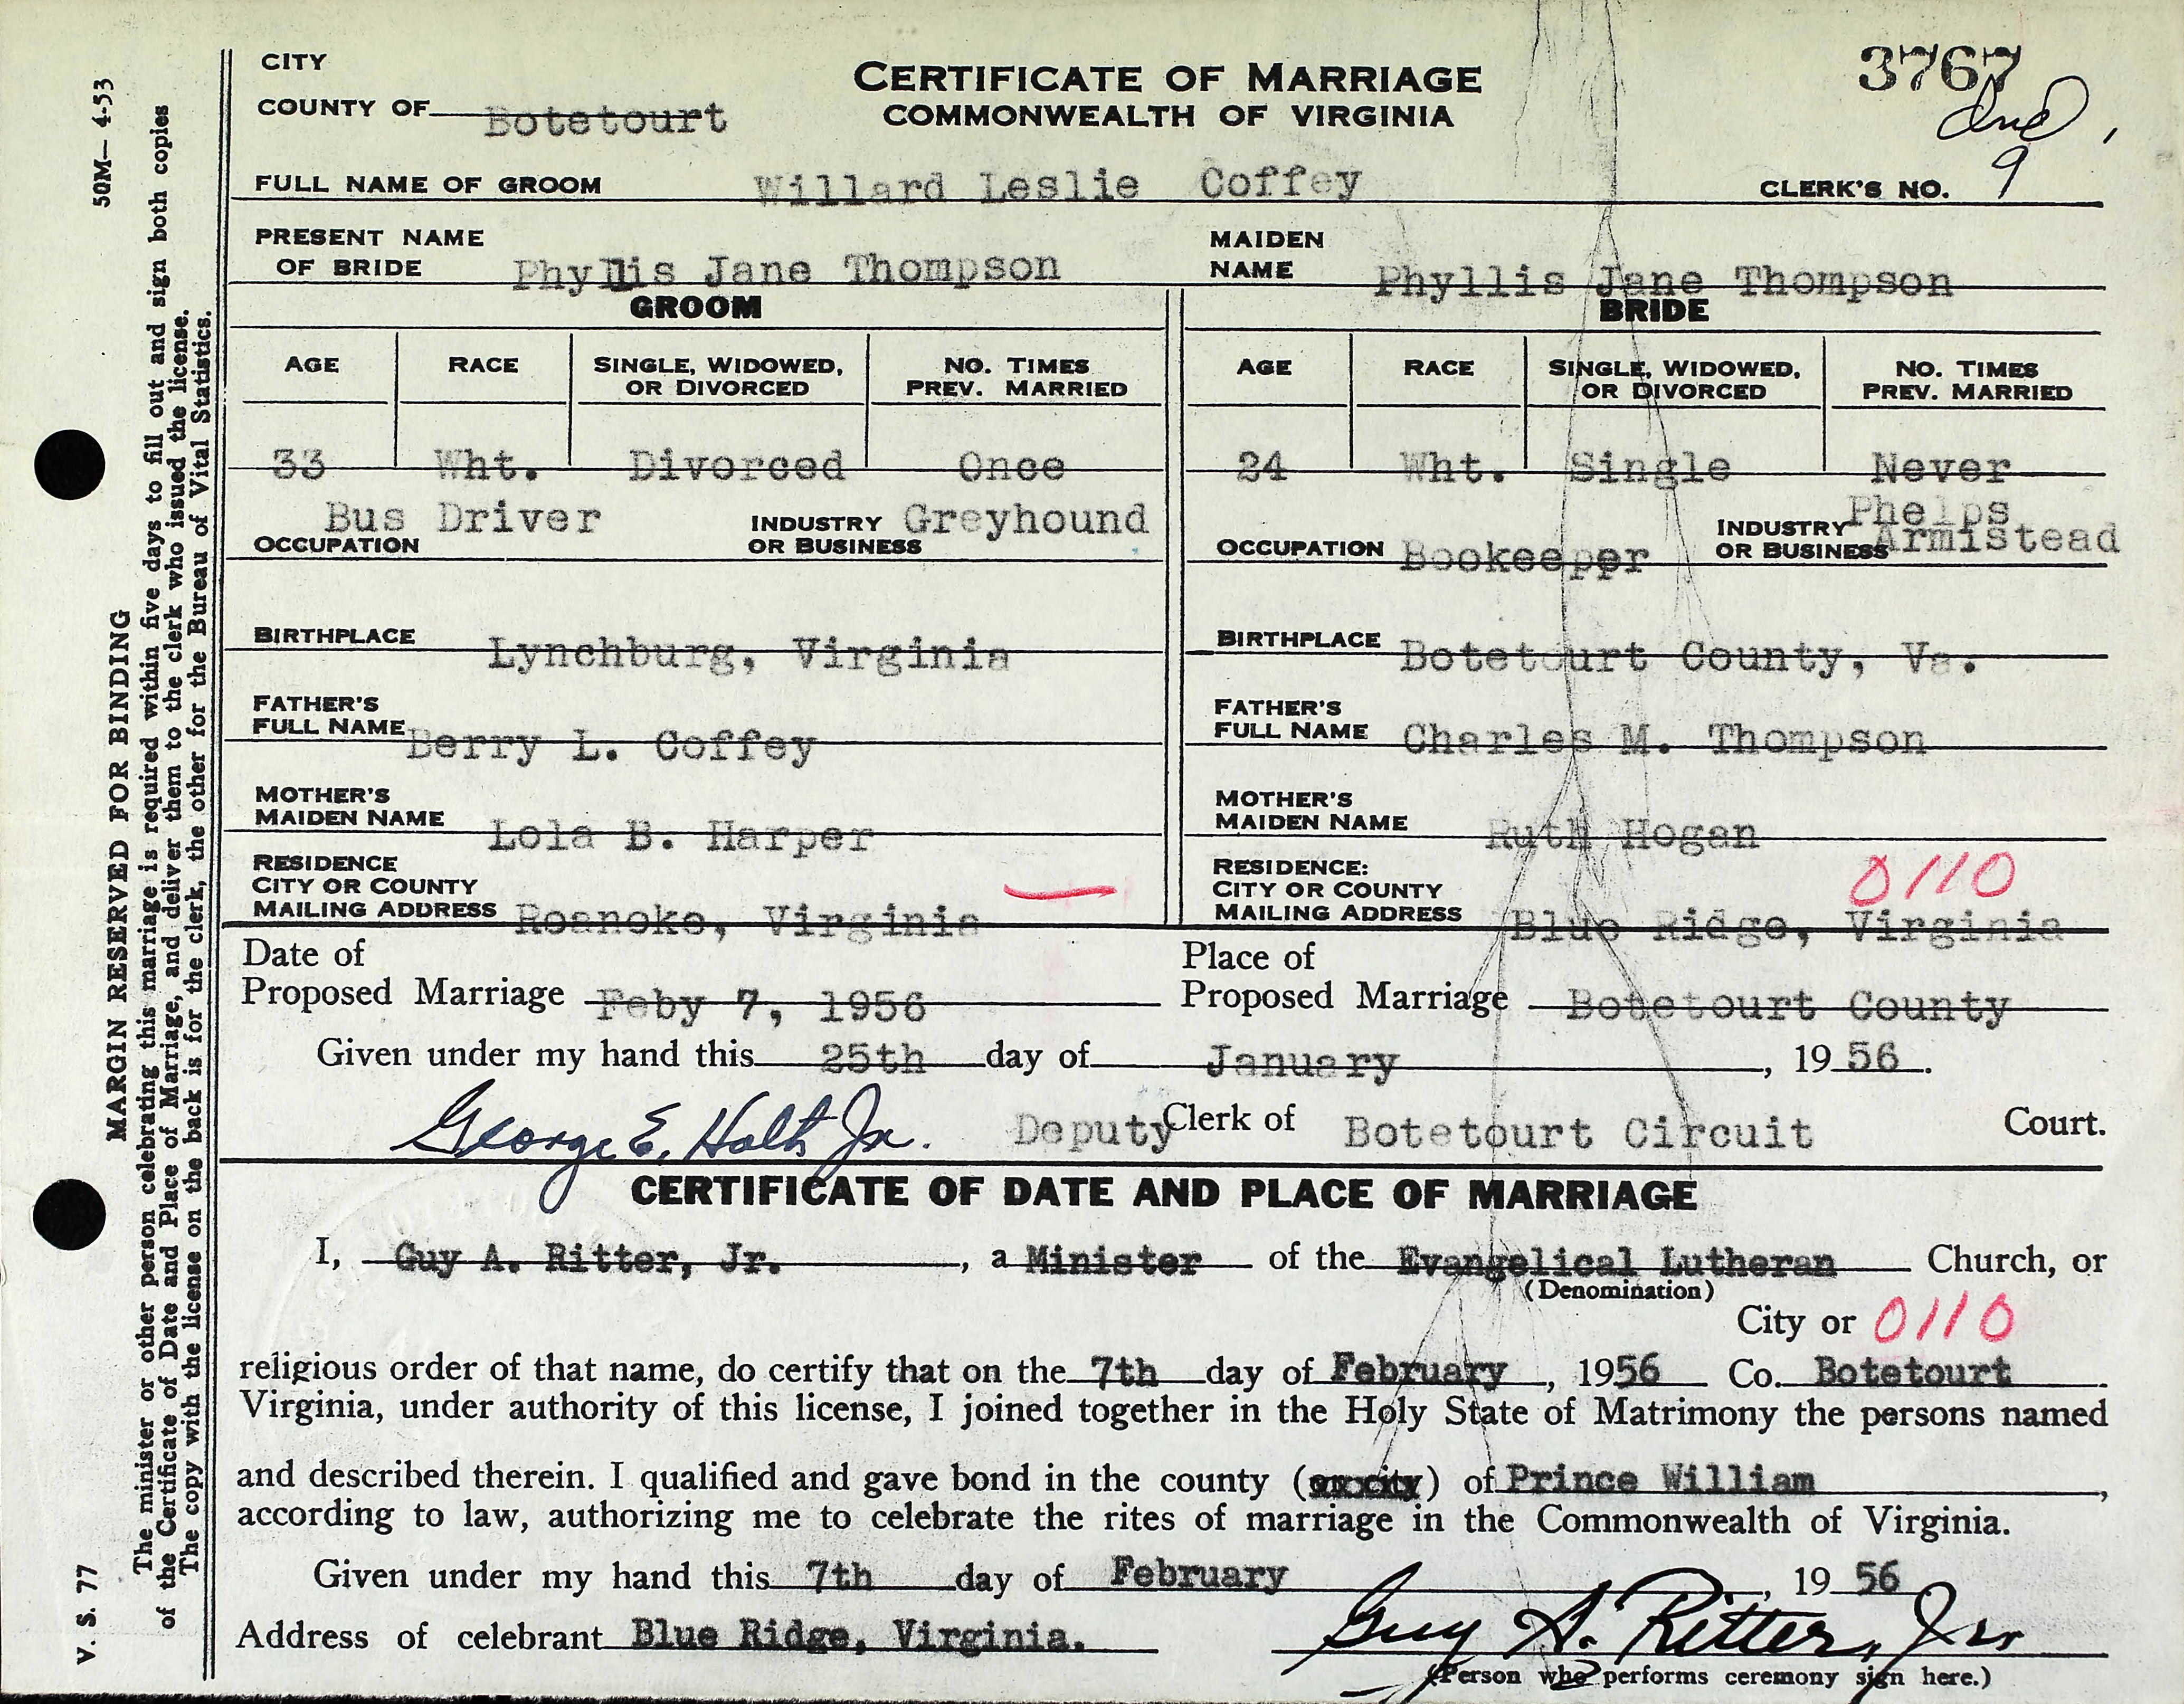 CITY
COUNTY OF Botetourt
CERTIFICATE OF MARRIAGE
COMMONWEALTH OF VIRGINIA
3767
Ind,
FULL NAME OF GROOM Willard Leslie Coffey CLERK'S NO. 9
PRESENT NAME
OF BRIDE Phyllis Jane Thompson
MAIDEN
NAME Phyllis Jane Thompson
GROOM
AGE RACE SINGLE, WIDOWED, OR DIVORCED NO. TIMES PREV. MARRIED
33 Wht. Divorced Once
Bus Driver
OCCUPATION
INDUSTRY OR BUSINESS Greyhound
BIRTHPLACE Lynchburg, Virginia
FATHER'S
FULL NAME Berry L. Coffey
MOTHER'S
MAIDEN NAME Lola B. Harper
RESIDENCE
CITY OR COUNTY
MAILING ADDRESS Roanoke, Virginia
BRIDE
AGE RACE SINGLE, WIDOWED, OR DIVORCED NO. TIMES PREV. MARRIED
24 Wht. Single Never
OCCUPATION Bookeeper
INDUSTRY Phelps
OR BUSINESS Armistead
BIRTHPLACE Botetourt County, Va.
FATHER'S
FULL NAME Charles M. Thompson
MOTHER'S
MAIDEN NAME Ruth Hogan
RESIDENCE:
CITY OR COUNTY 0110
MAILING ADDRESS Blue Ridge, Virginia
Date of
Proposed Marriage Feby 7, 1956
Place of
Proposed Marriage Botetourt County
Given under my hand this 25th day of January, 1956.
George E. Holt Jr. Deputy Clerk of Botetourt Circuit Court.
CERTIFICATE OF DATE AND PLACE OF MARRIAGE
I, Guy A. Ritter, Jr., a Minister of the Evangelical Lutheran Church, or
(Denomination)
City or 0110
religious order of that name, do certify that on the 7th day of February, 1956 Co. Botetourt
Virginia, under authority of this license, I joined together in the Holy State of Matrimony the persons named
and described therein. I qualified and gave bond in the county (or city) of Prince William,
according to law, authorizing me to celebrate the rites of marriage in the Commonwealth of Virginia.
Given under my hand this 7th day of February, 1956
Address of celebrant Blue Ridge, Virginia. Guy A. Ritter, Jr.
(Person who performs ceremony sign here.)
V. S. 77
50M—4-53
MARGIN RESERVED FOR BINDING
The minister or other person celebrating this marriage is required within five days to fill out and sign both copies
of the Certificate of Date and Place of Marriage, and deliver them to the clerk who issued the license.
The copy with the license on the back is for the clerk, the other for the Bureau of Vital Statistics.